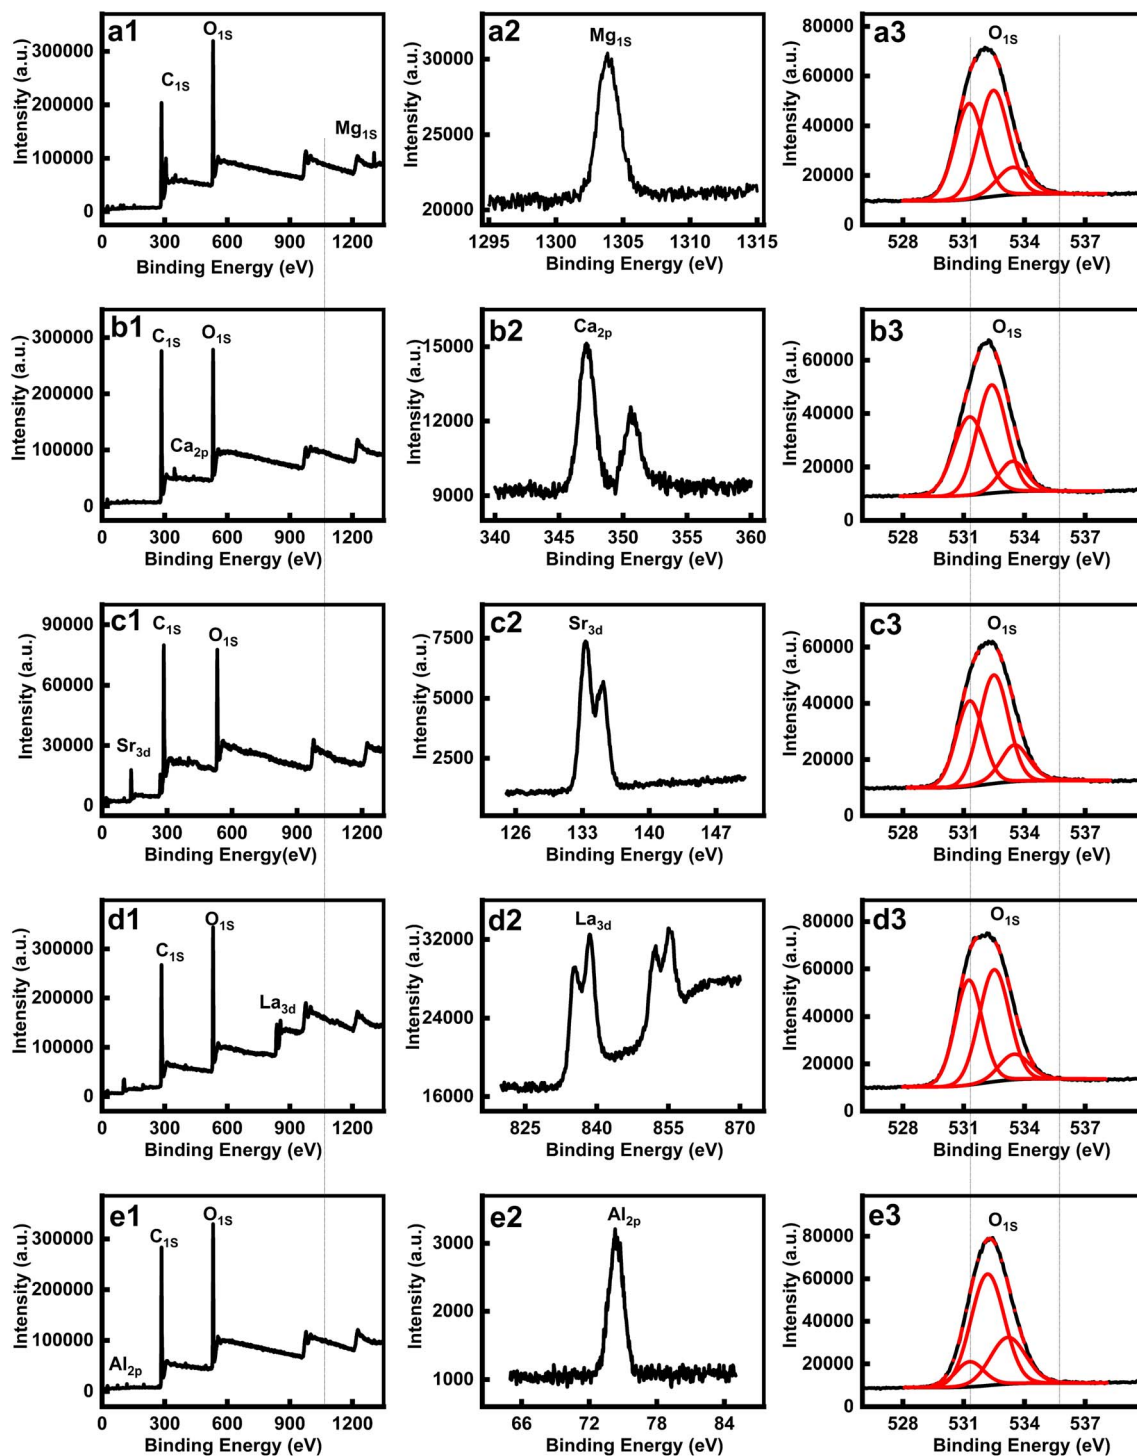 a1
O1S
C1S
Mg1S
Intensity (a.u.)
300000
200000
100000
0
0 300 600 900 1200
Binding Energy (eV)
a2
Mg1S
Intensity (a.u.)
30000
25000
20000
1295 1300 1305 1310 1315
Binding Energy (eV)
a3
O1S
Intensity (a.u.)
80000
60000
40000
20000
0
528 531 534 537
Binding Energy (eV)
b1
C1S
O1S
Ca2p
Intensity (a.u.)
300000
200000
100000
0
0 300 600 900 1200
Binding Energy (eV)
b2
Ca2p
Intensity (a.u.)
15000
12000
9000
340 345 350 355 360
Binding Energy (eV)
b3
O1S
Intensity (a.u.)
60000
40000
20000
0
528 531 534 537
Binding Energy (eV)
c1
C1S
O1S
Sr3d
Intensity (a.u.)
90000
60000
30000
0
0 300 600 900 1200
Binding Energy(eV)
c2
Sr3d
Intensity (a.u.)
7500
5000
2500
126 133 140 147
Binding Energy (eV)
c3
O1S
Intensity (a.u.)
60000
40000
20000
0
528 531 534 537
Binding Energy (eV)
d1
O1S
C1S
La3d
Intensity (a.u.)
300000
200000
100000
0
0 300 600 900 1200
Binding Energy (eV)
d2
La3d
Intensity (a.u.)
32000
24000
16000
825 840 855 870
Binding Energy (eV)
d3
O1S
Intensity (a.u.)
80000
60000
40000
20000
0
528 531 534 537
Binding Energy (eV)
e1
O1S
C1S
Al2p
Intensity (a.u.)
300000
200000
100000
0
0 300 600 900 1200
Binding Energy (eV)
e2
Al2p
Intensity (a.u.)
3000
2000
1000
66 72 78 84
Binding Energy (eV)
e3
O1S
Intensity (a.u.)
80000
60000
40000
20000
0
528 531 534 537
Binding Energy (eV)